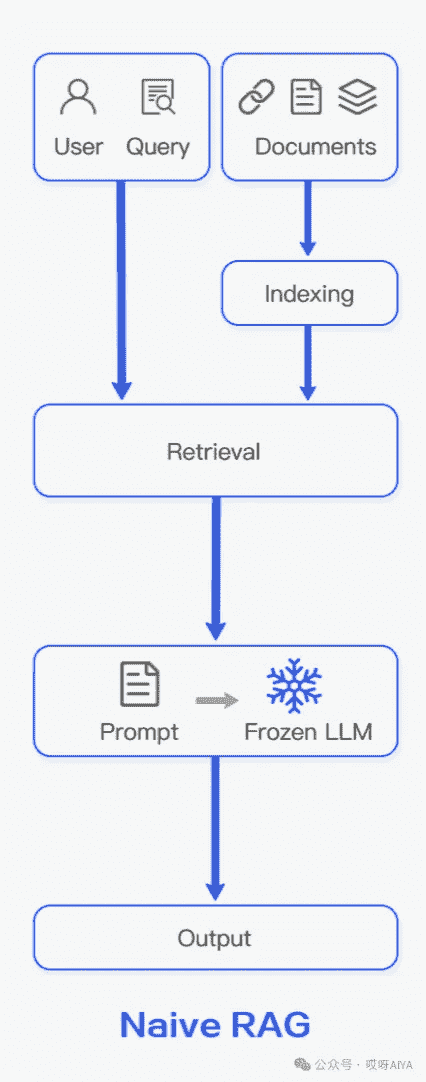 User Query
Documents
Indexing
Retrieval
Prompt
Frozen LLM
Output
Naive RAG
公众号 · 哎呀AIYA